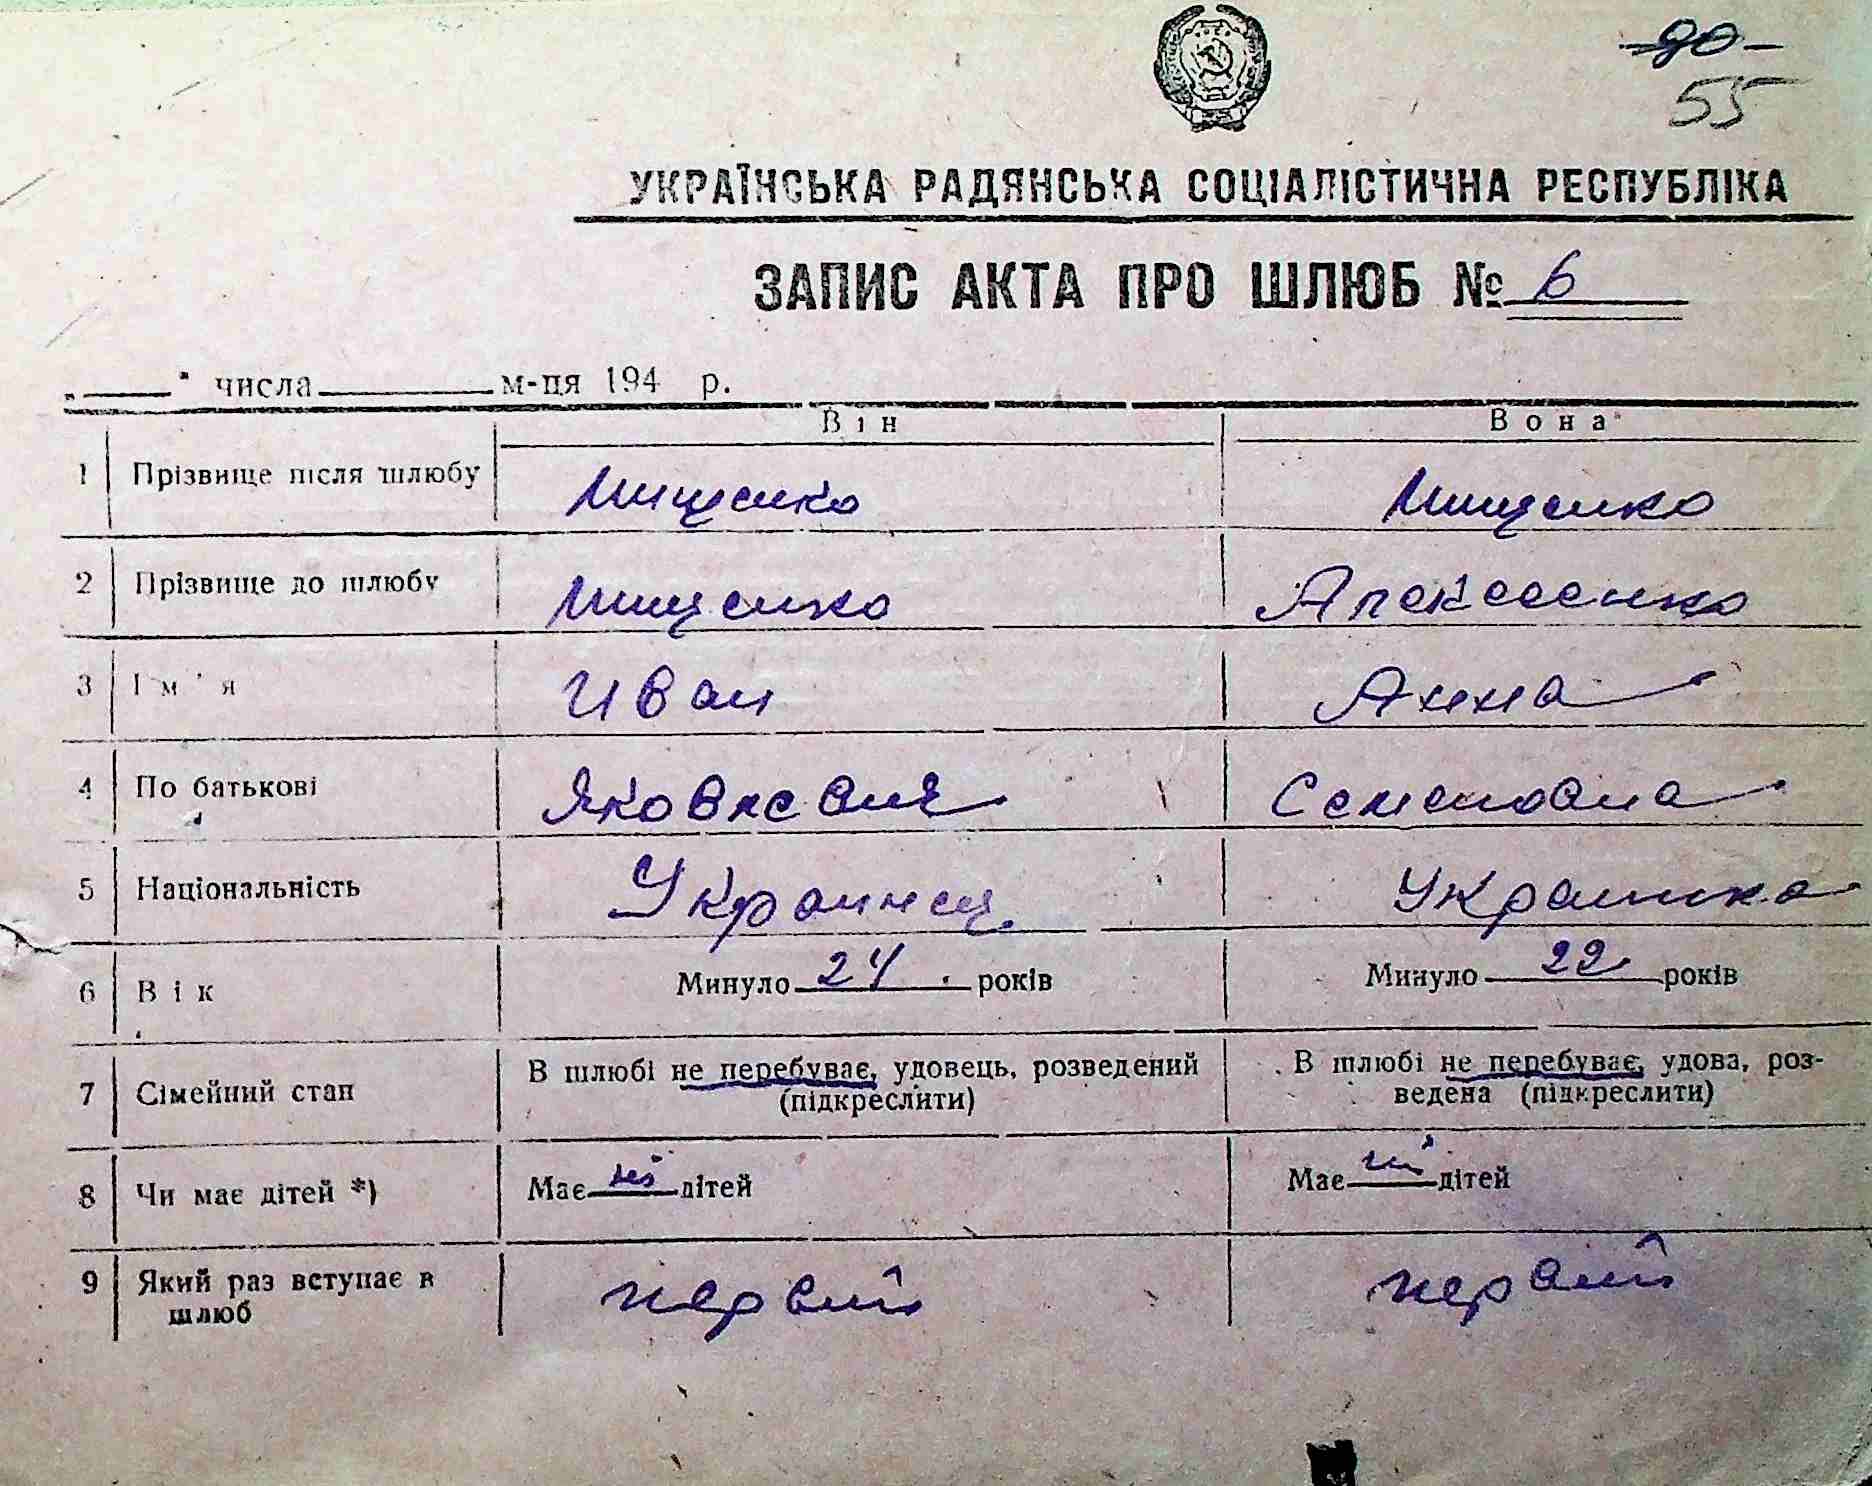 -90-
55
УКРАЇНСЬКА РАДЯНСЬКА СОЦІАЛІСТИЧНА РЕСПУБЛІКА
ЗАПИС АКТА ПРО ШЛЮБ № 6
„ " числа м-ця 194 р.
Він Вона
1 Прізвище після шлюбу Мищенко Мищенко
2 Прізвище до шлюбу Мищенко Алексеенко
3 Ім'я Иван Анна
4 По батькові Яковлевич Семеновна
5 Національність Украинец Украинка
6 Вік Минуло 24 років Минуло 22 років
7 Сімейний стан В шлюбі не перебуває, удовець, розведений (підкреслити) В шлюбі не перебуває, удова, роз-
ведена (підкреслити)
8 Чи має дітей *) Має дітей Має дітей
9 Який раз вступає в шлюб первий первий